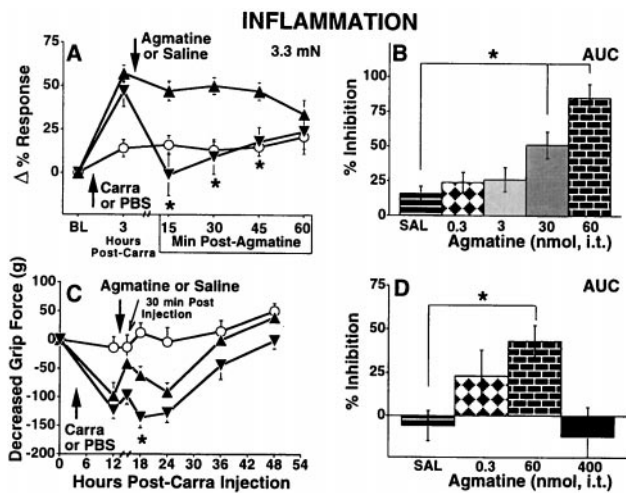 INFLAMMATION
A
Agmatine
or Saline
3.3 mN
Δ % Response
75
50
25
0
Carra
or PBS
* * *
BL 3 15 30 45 60
Hours
Post-Carra
Min Post-Agmatine
B
AUC
*
% Inhibition
100
75
50
25
0
SAL 0.3 3 30 60
Agmatine (nmol, i.t.)
C
Agmatine or Saline
30 min Post
Injection
Decreased Grip Force (g)
100
50
0
-50
-100
-150
-200
Carra
or PBS
*
0 6 12 18 24 30 36 42 48 54
Hours Post-Carra Injection
D
AUC
*
% Inhibition
75
50
25
0
SAL 0.3 60 400
Agmatine (nmol, i.t.)